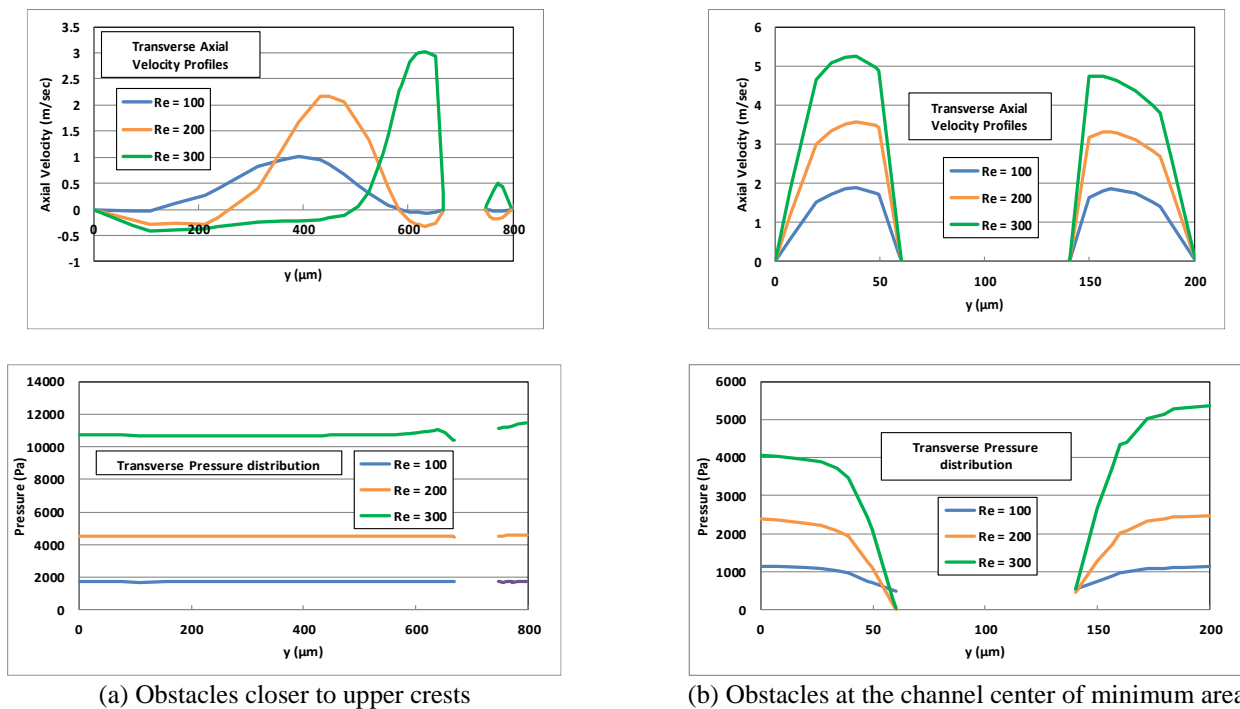 Transverse Axial
Velocity Profiles
Re = 100
Re = 200
Re = 300
Axial Velocity (m/sec)
3.5
3
2.5
2
1.5
1
0.5
0
-0.5
-1
0 200 400 600 800
y (µm)
Transverse Axial
Velocity Profiles
Re = 100
Re = 200
Re = 300
Axial Velocity (m/sec)
6
5
4
3
2
1
0
0 50 100 150 200
y (µm)
Transverse Pressure distribution
Re = 100
Re = 200
Re = 300
Pressure (Pa)
14000
12000
10000
8000
6000
4000
2000
0
0 200 400 600 800
y (µm)
(a) Obstacles closer to upper crests
Transverse Pressure
distribution
Re = 100
Re = 200
Re = 300
Pressure (Pa)
6000
5000
4000
3000
2000
1000
0
0 50 100 150 200
y (µm)
(b) Obstacles at the channel center of minimum area